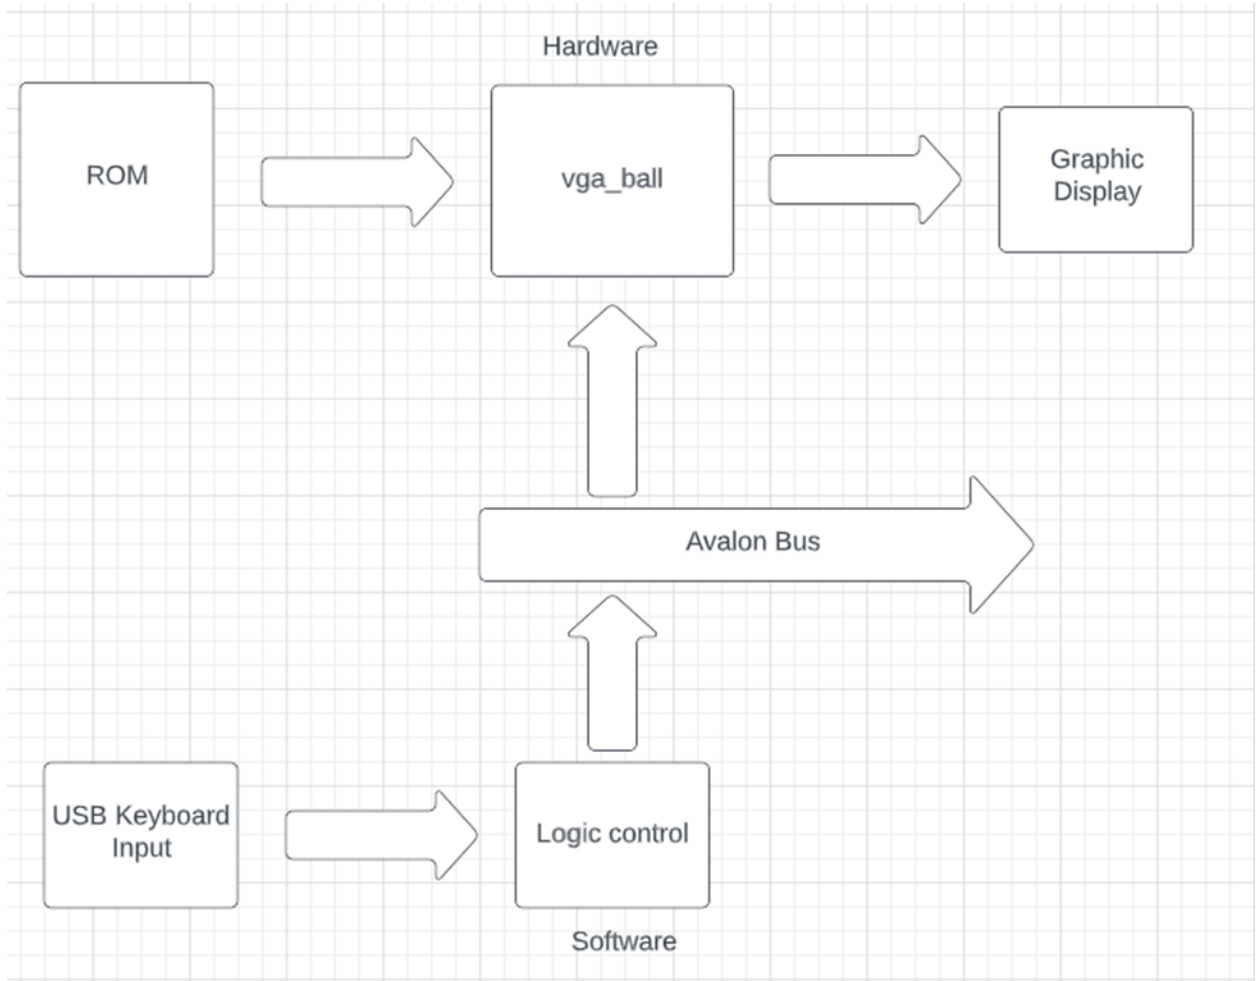 Hardware
ROM
vga_ball
Graphic
Display
Avalon Bus
USB Keyboard
Input
Logic control
Software